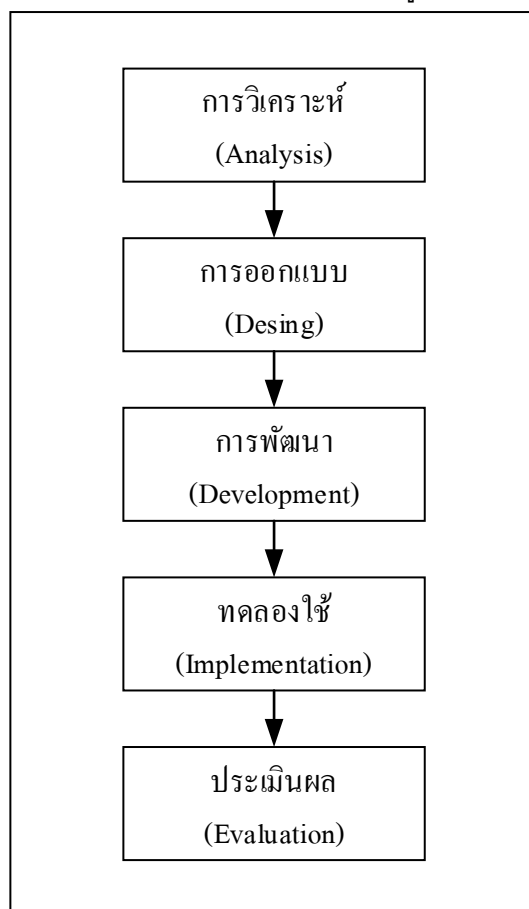 การวิเคราะห์
(Analysis)
การออกแบบ
(Desing)
การพัฒนา
(Development)
ทดลองใช้
(Implementation)
ประเมินผล
(Evaluation)